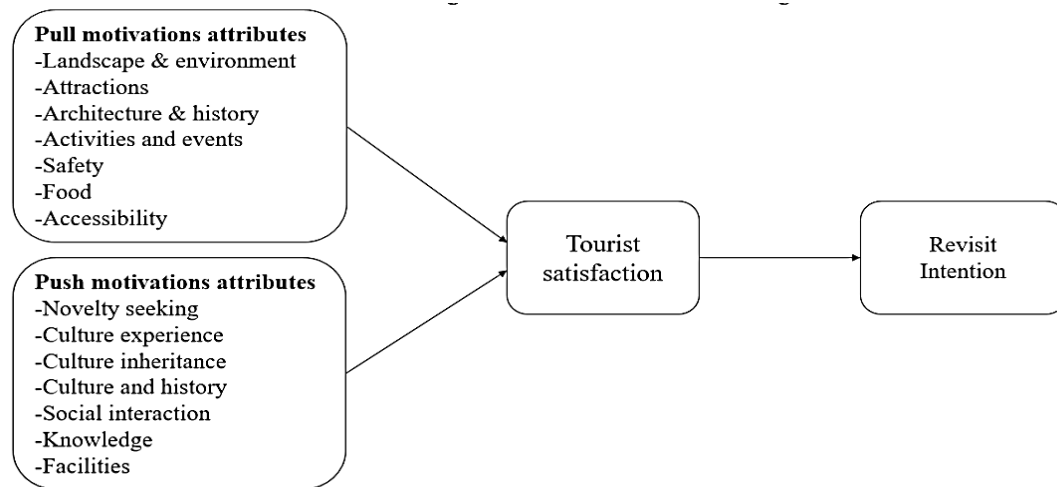 Pull motivations attributes
-Landscape & environment
-Attractions
-Architecture & history
-Activities and events
-Safety
-Food
-Accessibility
Push motivations attributes
-Novelty seeking
-Culture experience
-Culture inheritance
-Culture and history
-Social interaction
-Knowledge
-Facilities
Tourist
satisfaction
Revisit
Intention